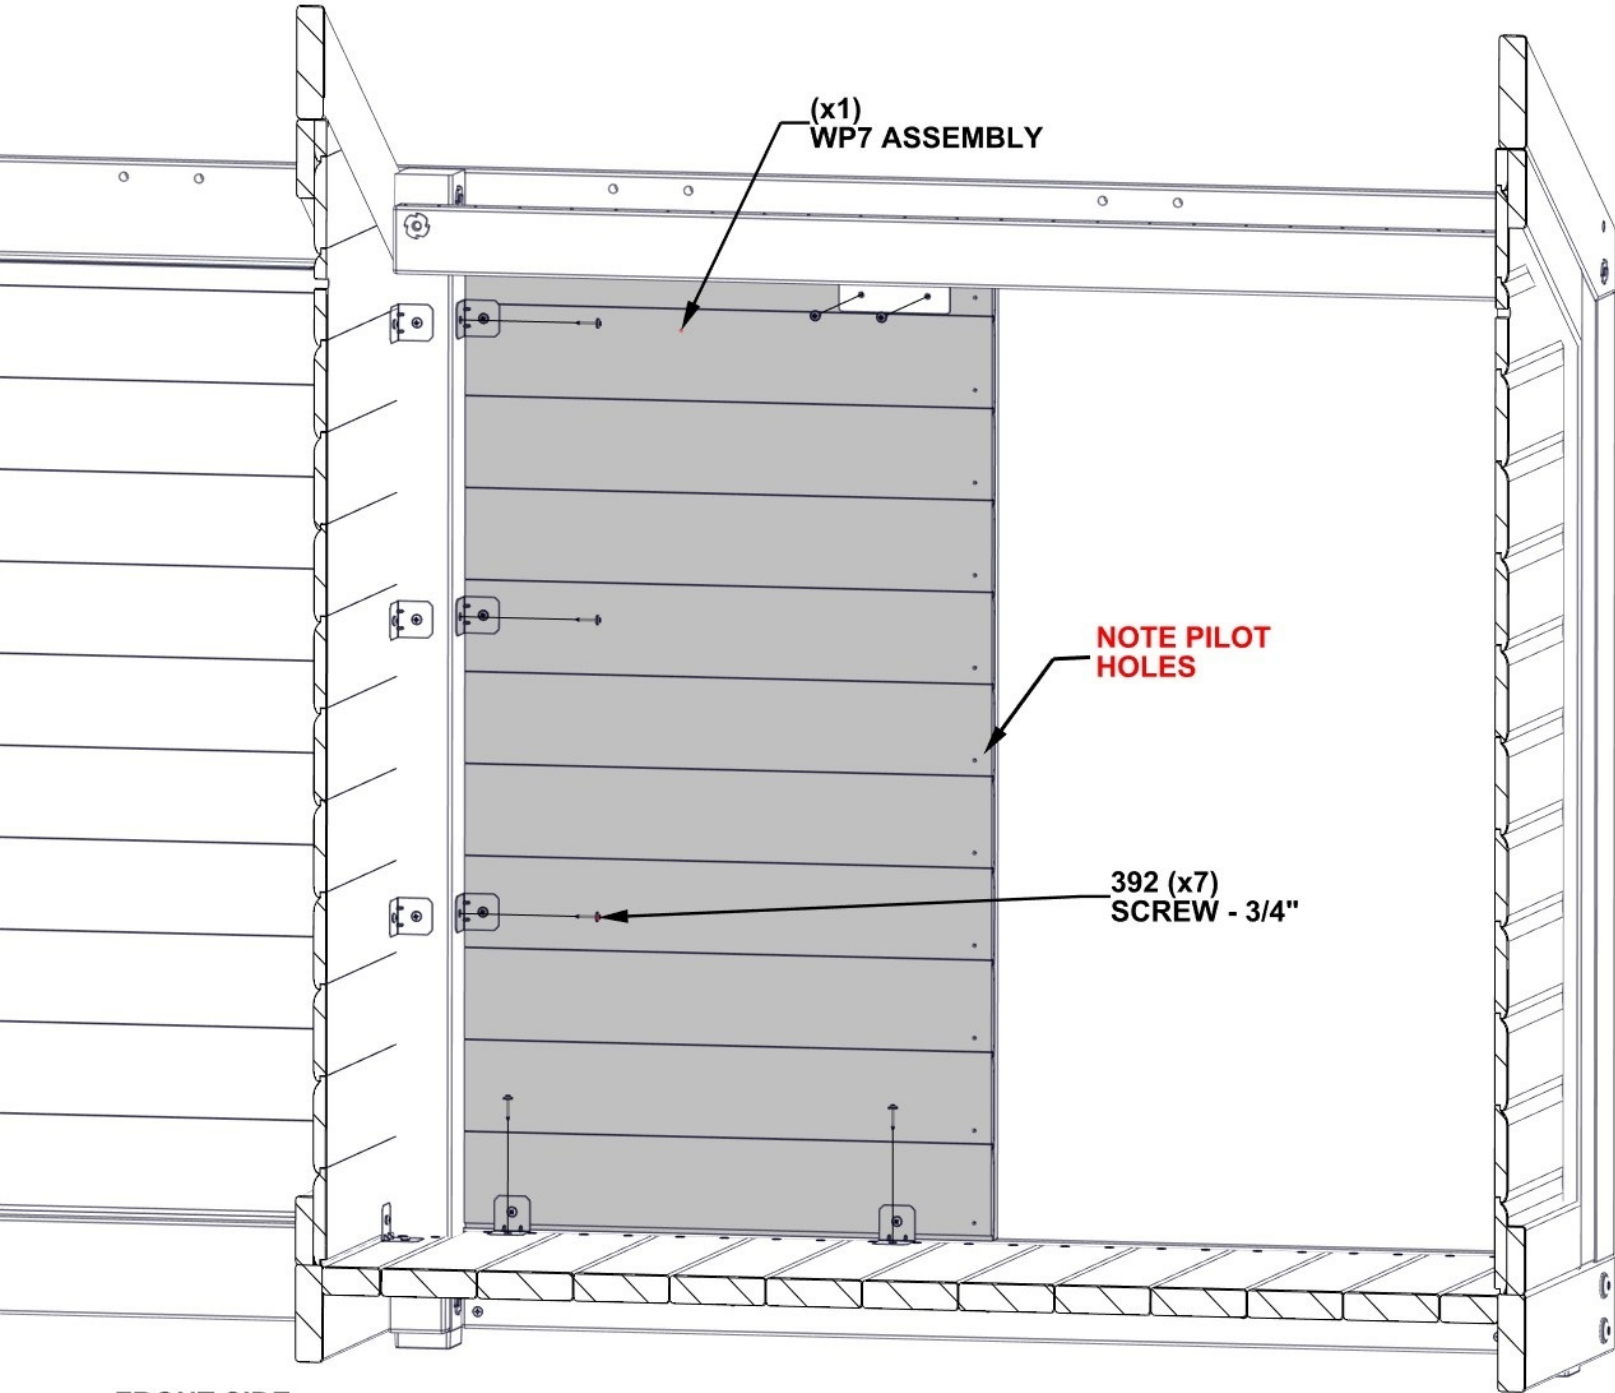 (x1)
WP7 ASSEMBLY
NOTE PILOT
HOLES
392 (x7)
SCREW - 3/4"